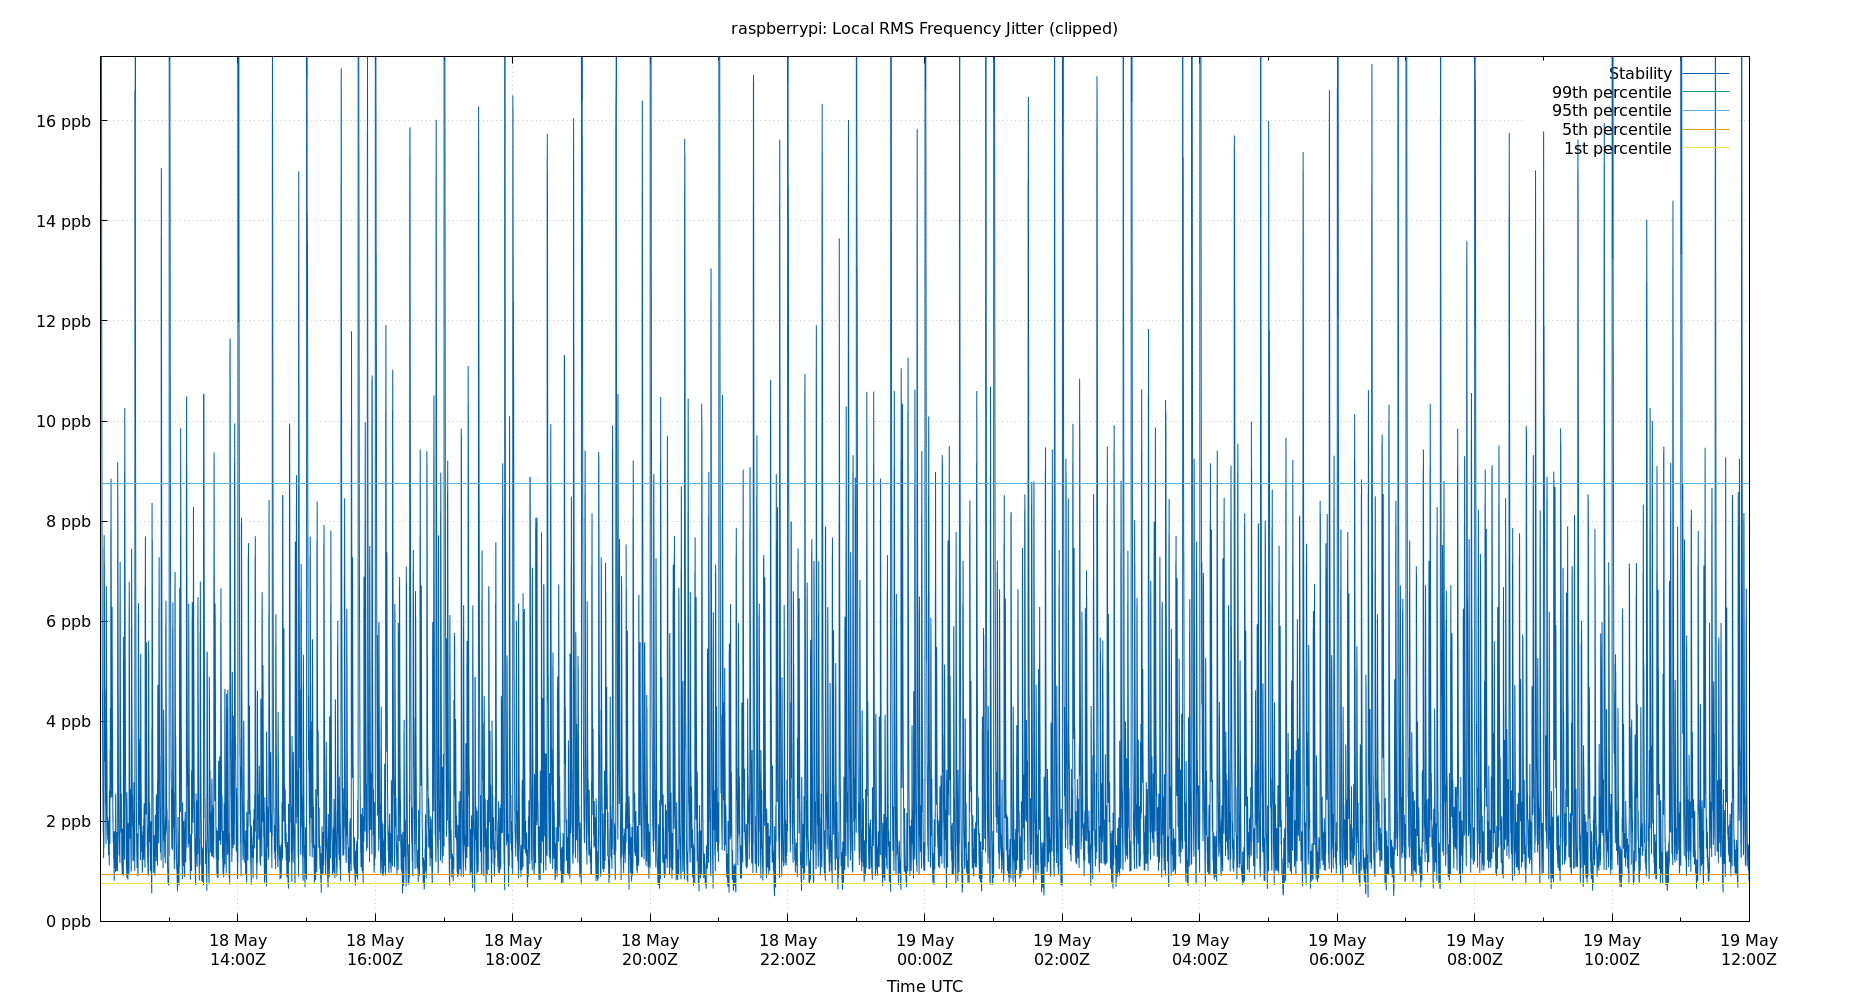 raspberrypi: Local RMS Frequency Jitter (clipped)
Stability
99th percentile
95th percentile
5th percentile
1st percentile
16 ppb
14 ppb
12 ppb
10 ppb
8 ppb
6 ppb
4 ppb
2 ppb
0 ppb
18 May 18 May 18 May 18 May 18 May 19 May 19 May 19 May 19 May 19 May 19 May 19 May
14:00Z 16:00Z 18:00Z 20:00Z 22:00Z 00:00Z 02:00Z 04:00Z 06:00Z 08:00Z 10:00Z 12:00Z
Time UTC